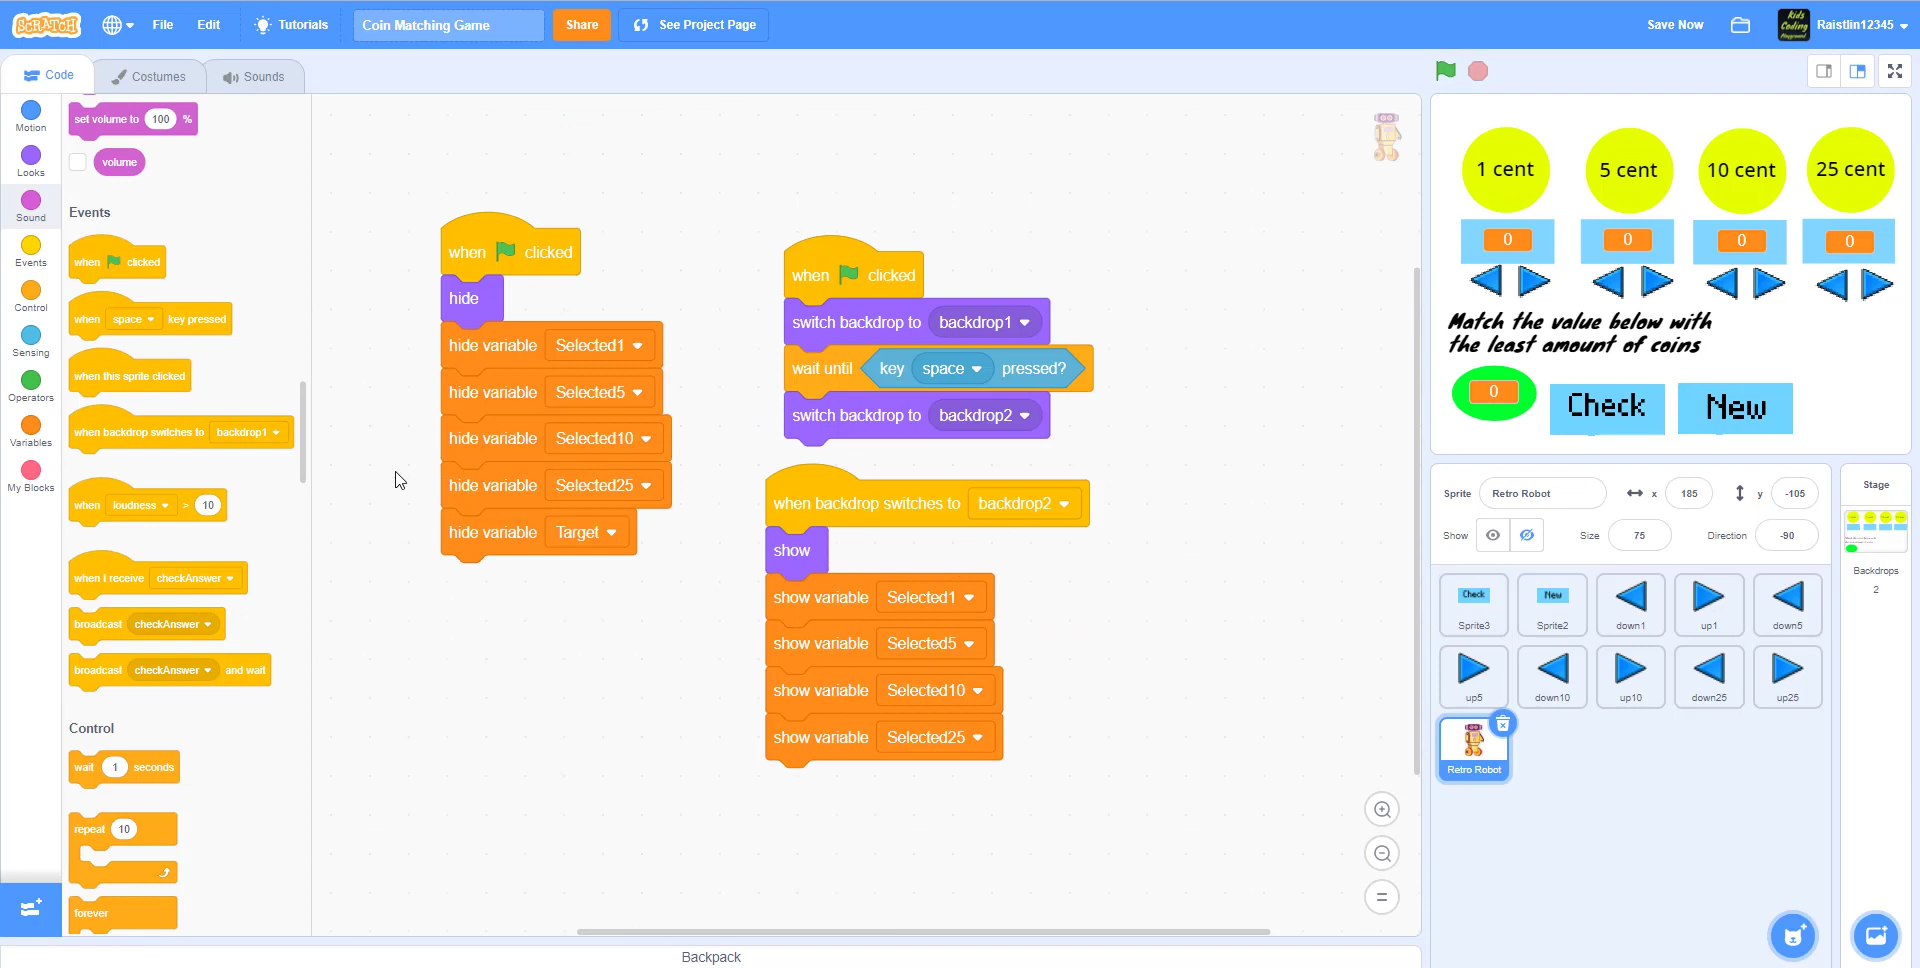 SCRATCH
File
Edit
Tutorials
Coin Matching Game
Share
See Project Page
Save Now
Kids
Coding
Playground
Raistlin12345
Code
Costumes
Sounds
Motion
Looks
Sound
Events
Control
Sensing
Operators
Variables
My Blocks
set volume to 100 %
volume
Events
when clicked
when space key pressed
when this sprite clicked
when backdrop switches to backdrop1
when loudness > 10
when I receive checkAnswer
broadcast checkAnswer
broadcast checkAnswer and wait
Control
wait 1 seconds
repeat 10
forever
when clicked
hide
hide variable Selected1
hide variable Selected5
hide variable Selected10
hide variable Selected25
hide variable Target
when clicked
switch backdrop to backdrop1
wait until key space pressed?
switch backdrop to backdrop2
when backdrop switches to backdrop2
show
show variable Selected1
show variable Selected5
show variable Selected10
show variable Selected25
Backpack
1 cent 5 cent 10 cent 25 cent
0 0 0 0
Match the value below with
the least amount of coins
0 Check New
Sprite Retro Robot x 185 y -105
Show Size 75 Direction -90
Check New
Sprite3 Sprite2 down1 up1 down5
up5 down10 up10 down25 up25
Retro Robot
Stage
Backdrops
2